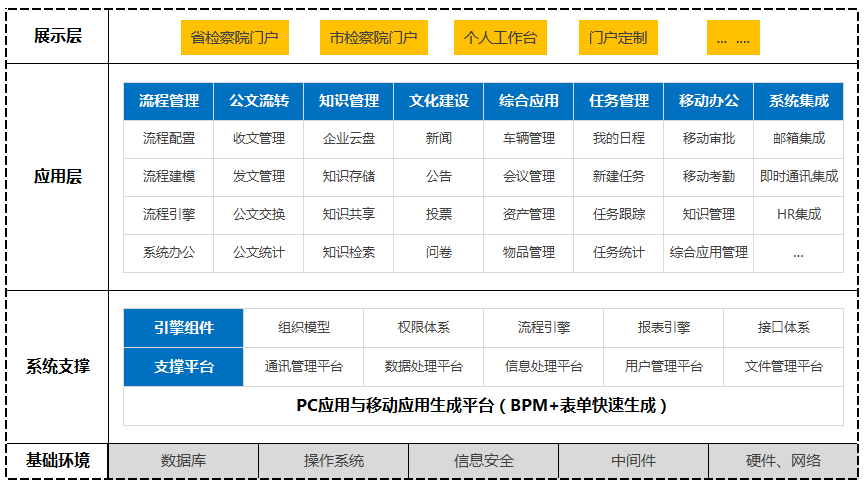 展示层 省检察院门户 市检察院门户 个人工作台 门户定制 ... ....
应用层
流程管理 公文流转 知识管理 文化建设 综合应用 任务管理 移动办公 系统集成
流程配置 收文管理 企业云盘 新闻 车辆管理 我的日程 移动审批 邮箱集成
流程建模 发文管理 知识存储 公告 会议管理 新建任务 移动考勤 即时通讯集成
流程引擎 公文交换 知识共享 投票 资产管理 任务跟踪 知识管理 HR集成
系统办公 公文统计 知识检索 问卷 物品管理 任务统计 综合应用管理 ...
系统支撑
引擎组件 组织模型 权限体系 流程引擎 报表引擎 接口体系
支撑平台 通讯管理平台 数据处理平台 信息处理平台 用户管理平台 文件管理平台
PC应用与移动应用生成平台（BPM+表单快速生成）
基础环境 数据库 操作系统 信息安全 中间件 硬件、网络